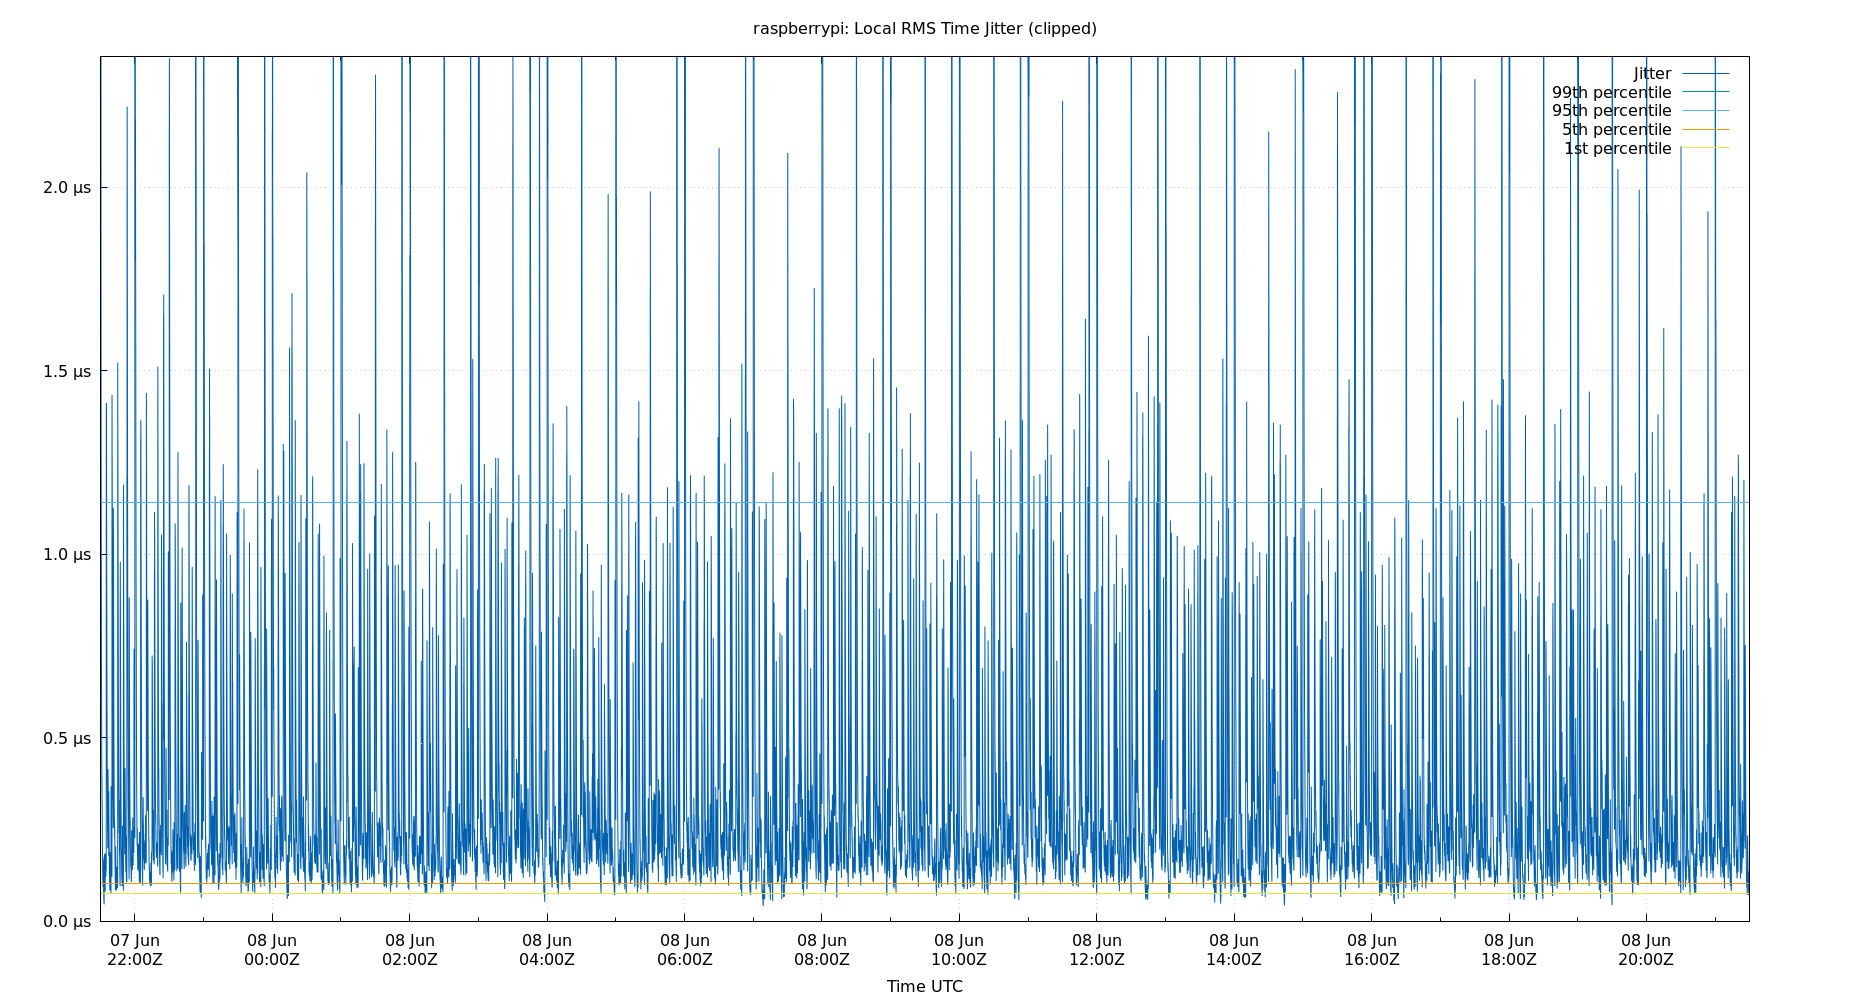 raspberrypi: Local RMS Time Jitter (clipped)
Jitter
99th percentile
95th percentile
5th percentile
1st percentile
2.0 µs
1.5 µs
1.0 µs
0.5 µs
0.0 µs
07 Jun 08 Jun 08 Jun 08 Jun 08 Jun 08 Jun 08 Jun 08 Jun 08 Jun 08 Jun 08 Jun 08 Jun
22:00Z 00:00Z 02:00Z 04:00Z 06:00Z 08:00Z 10:00Z 12:00Z 14:00Z 16:00Z 18:00Z 20:00Z
Time UTC